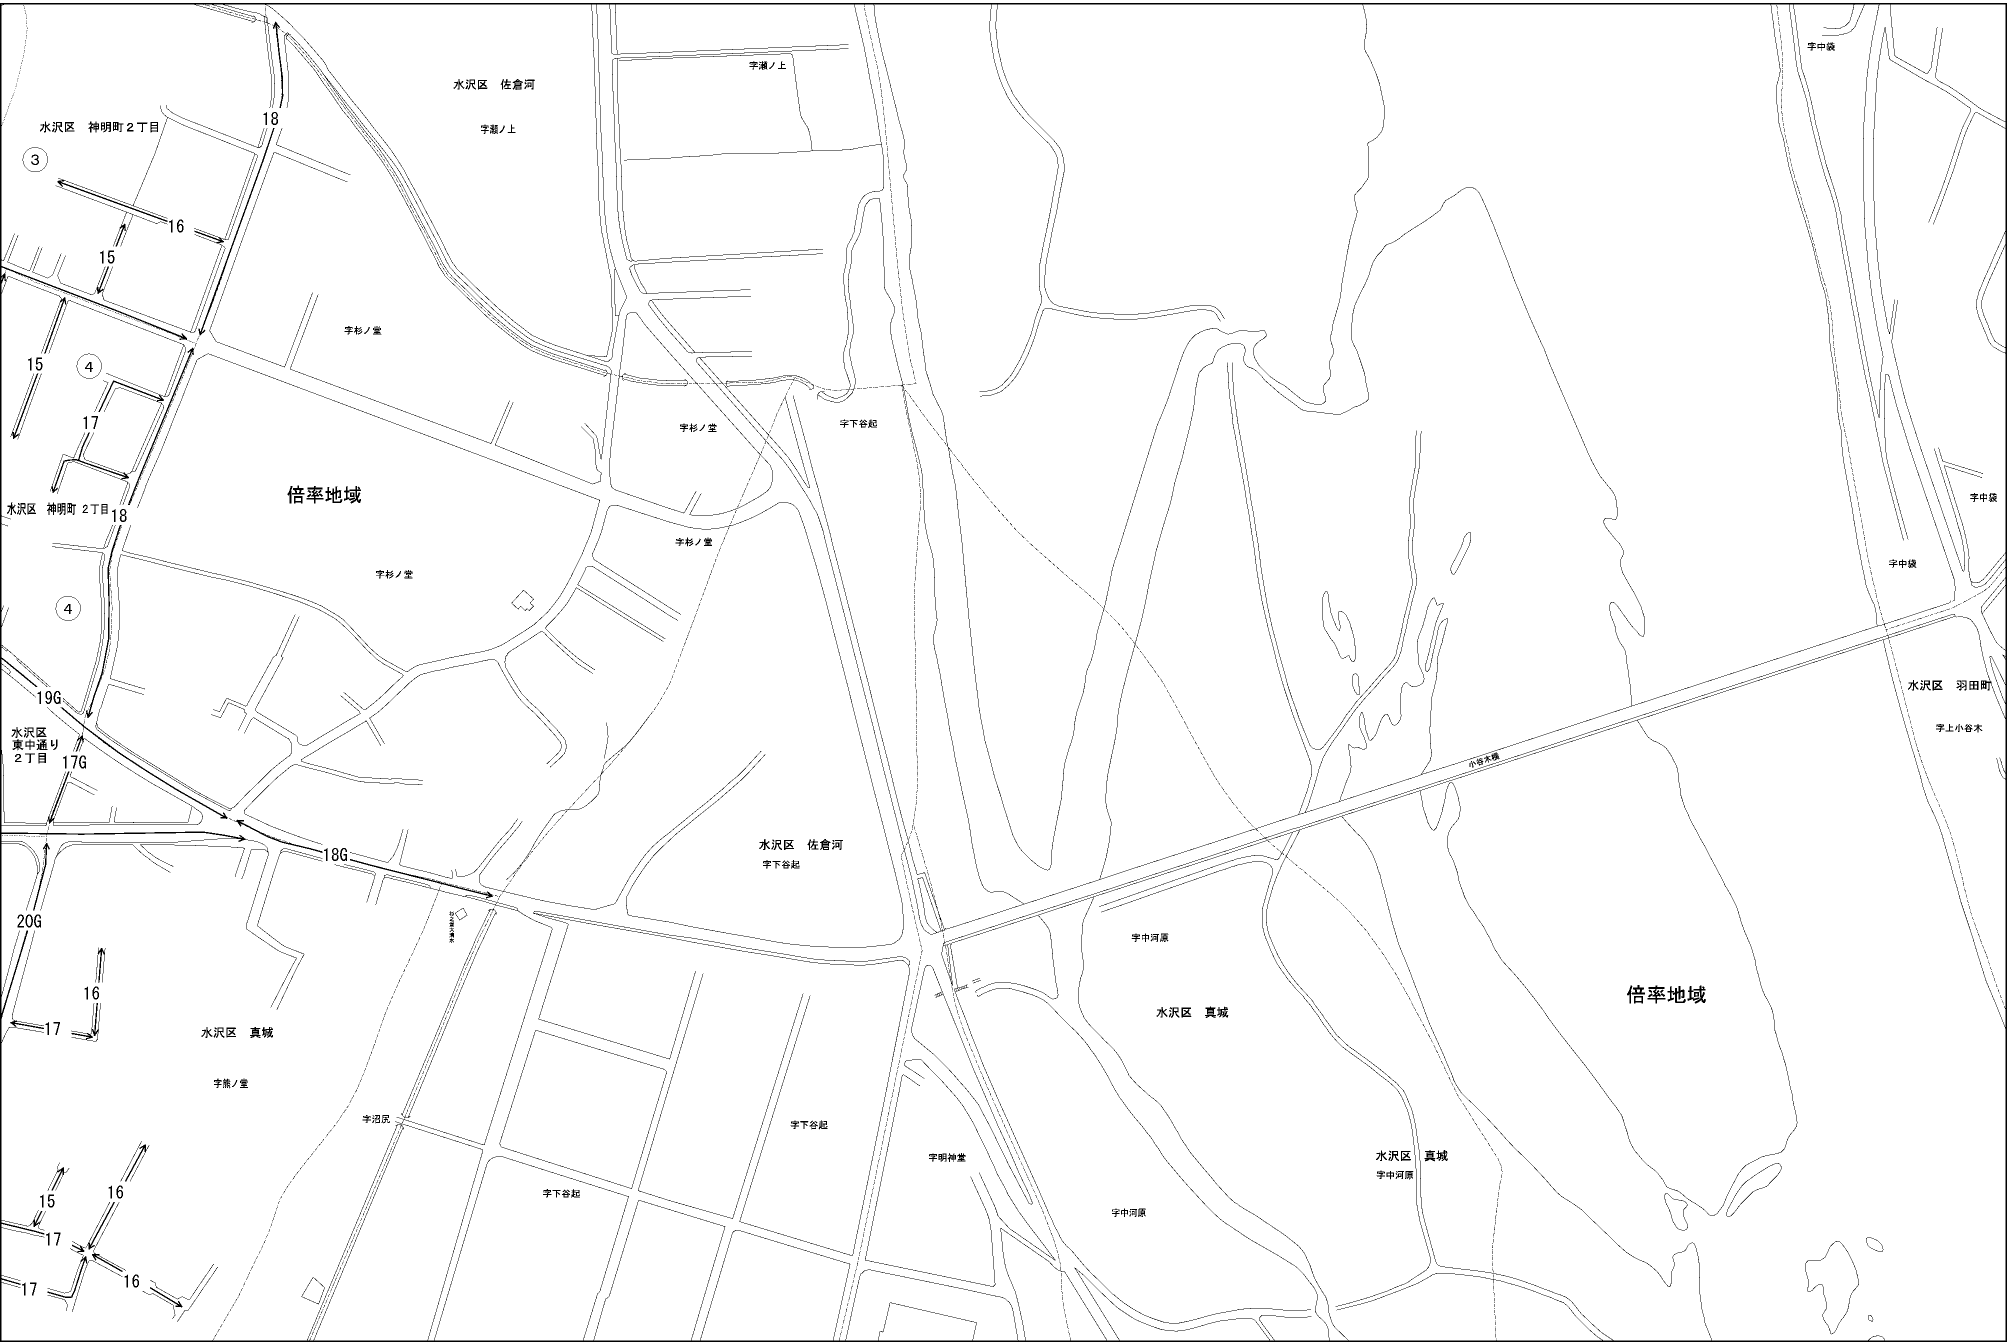 字中袋
字瀬ノ上
水沢区　佐倉河
18
水沢区　神明町２丁目
字瀬ノ上
③
16
15
字杉ノ堂
15
④
17
字杉ノ堂
字下谷起
倍率地域
字中袋
水沢区　神明町２丁目
18
字杉ノ堂
字中袋
字杉ノ堂
④
水沢区　羽田町
19G
字上小谷木
水沢区
東中通り
２丁目
17G
小谷木橋
水沢区　佐倉河
18G
字下谷起
20G
字中河原
16
倍率地域
水沢区　真城
17
水沢区　真城
字熊ノ堂
字沼尻
字下谷起
水沢区　真城
字明神堂
字中河原
16
字下谷起
15
字中河原
17
16
17